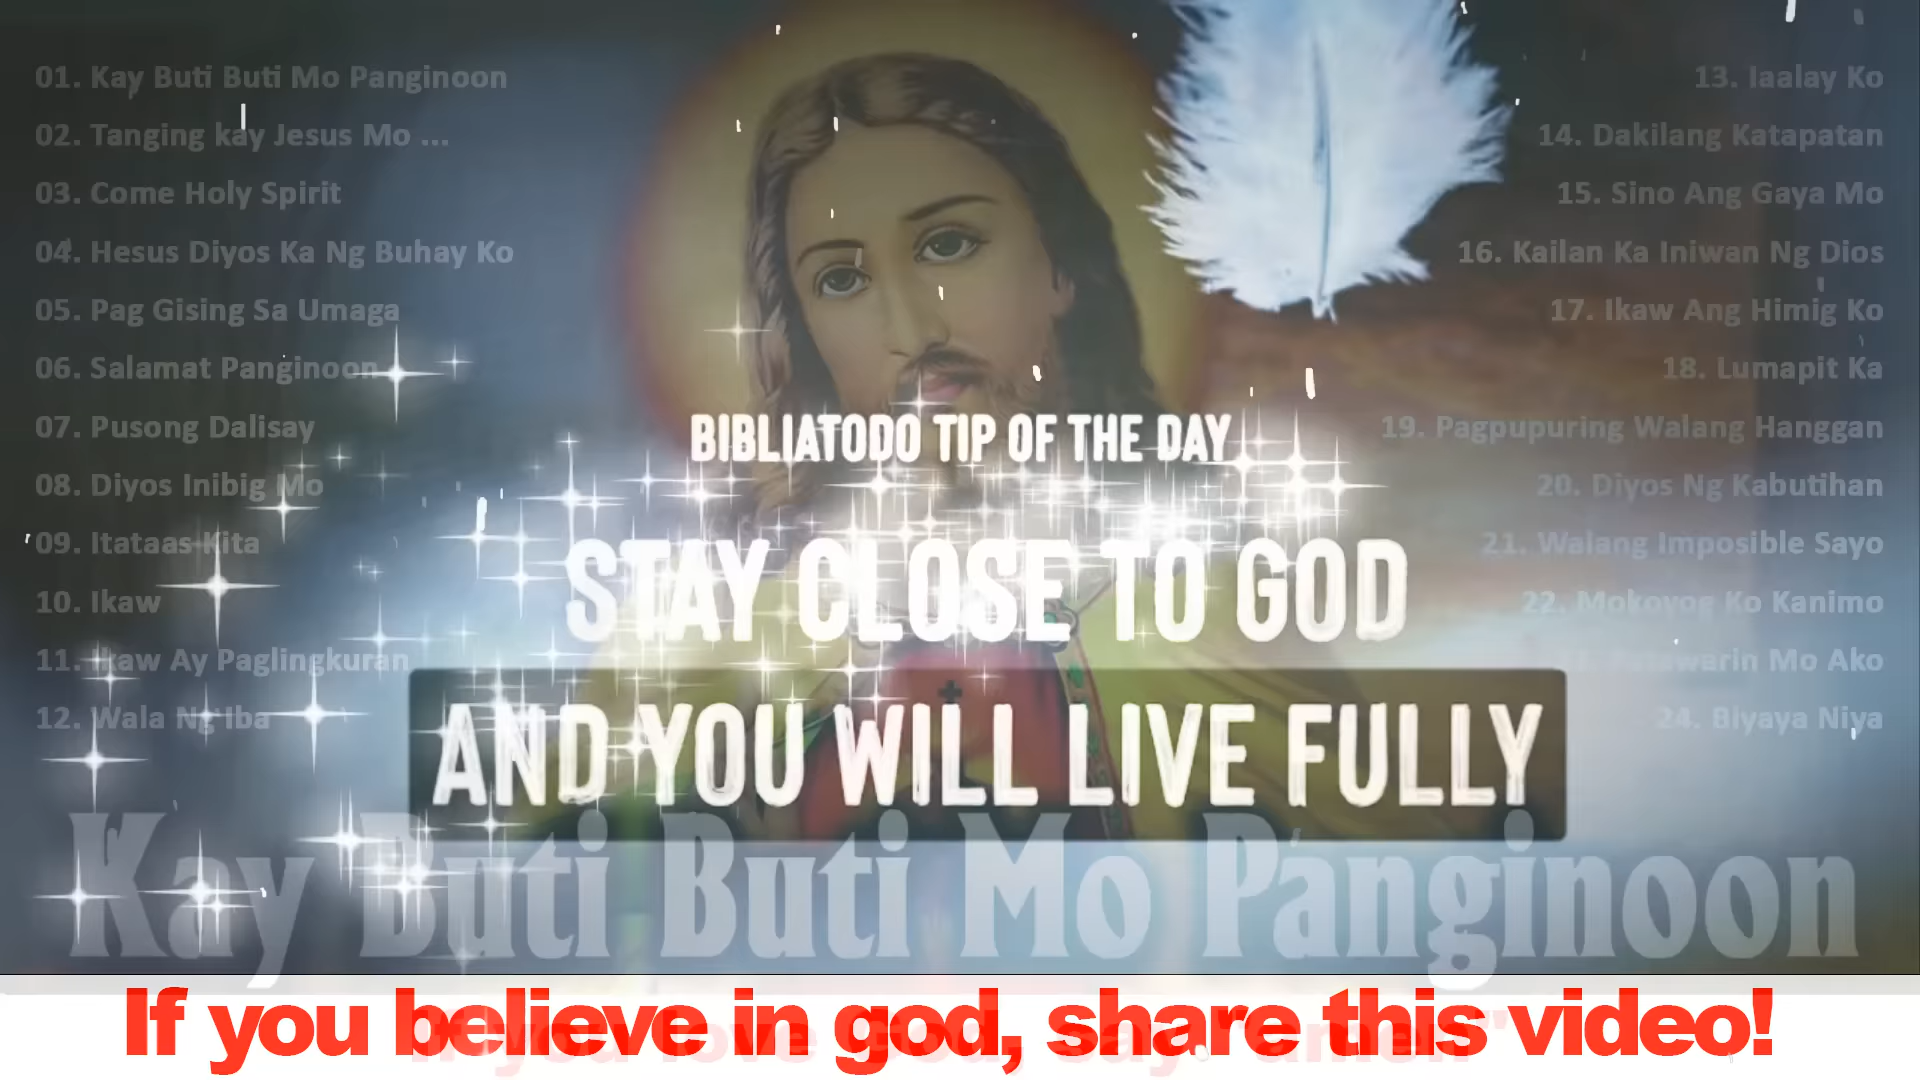 01. Kay Buti Buti Mo Panginoon
02. Tanging kay Jesus Mo ...
03. Come Holy Spirit
04. Hesus Diyos Ka Ng Buhay Ko
05. Pag Gising Sa Umaga
06. Salamat Panginoon
07. Pusong Dalisay
08. Diyos Inibig Mo
09. Itataas Kita
10. Ikaw
11. Ikaw Ay Paglingkuran
12. Wala Ng Iba
13. Iaalay Ko
14. Dakilang Katapatan
15. Sino Ang Gaya Mo
16. Kailan Ka Iniwan Ng Dios
17. Ikaw Ang Himig Ko
18. Lumapit Ka
19. Pagpupuring Walang Hanggan
20. Diyos Ng Kabutihan
21. Walang Imposible Sayo
22. Mokoyog Ko Kanimo
Mo Ako
24. Biyaya Niya
BIBLIATODO TIP OF THE DAY
STAY CLOSE TO GOD
AND YOU WILL LIVE FULLY
Kay Buti Buti Mo Panginoon
If you believe in god, share this video!